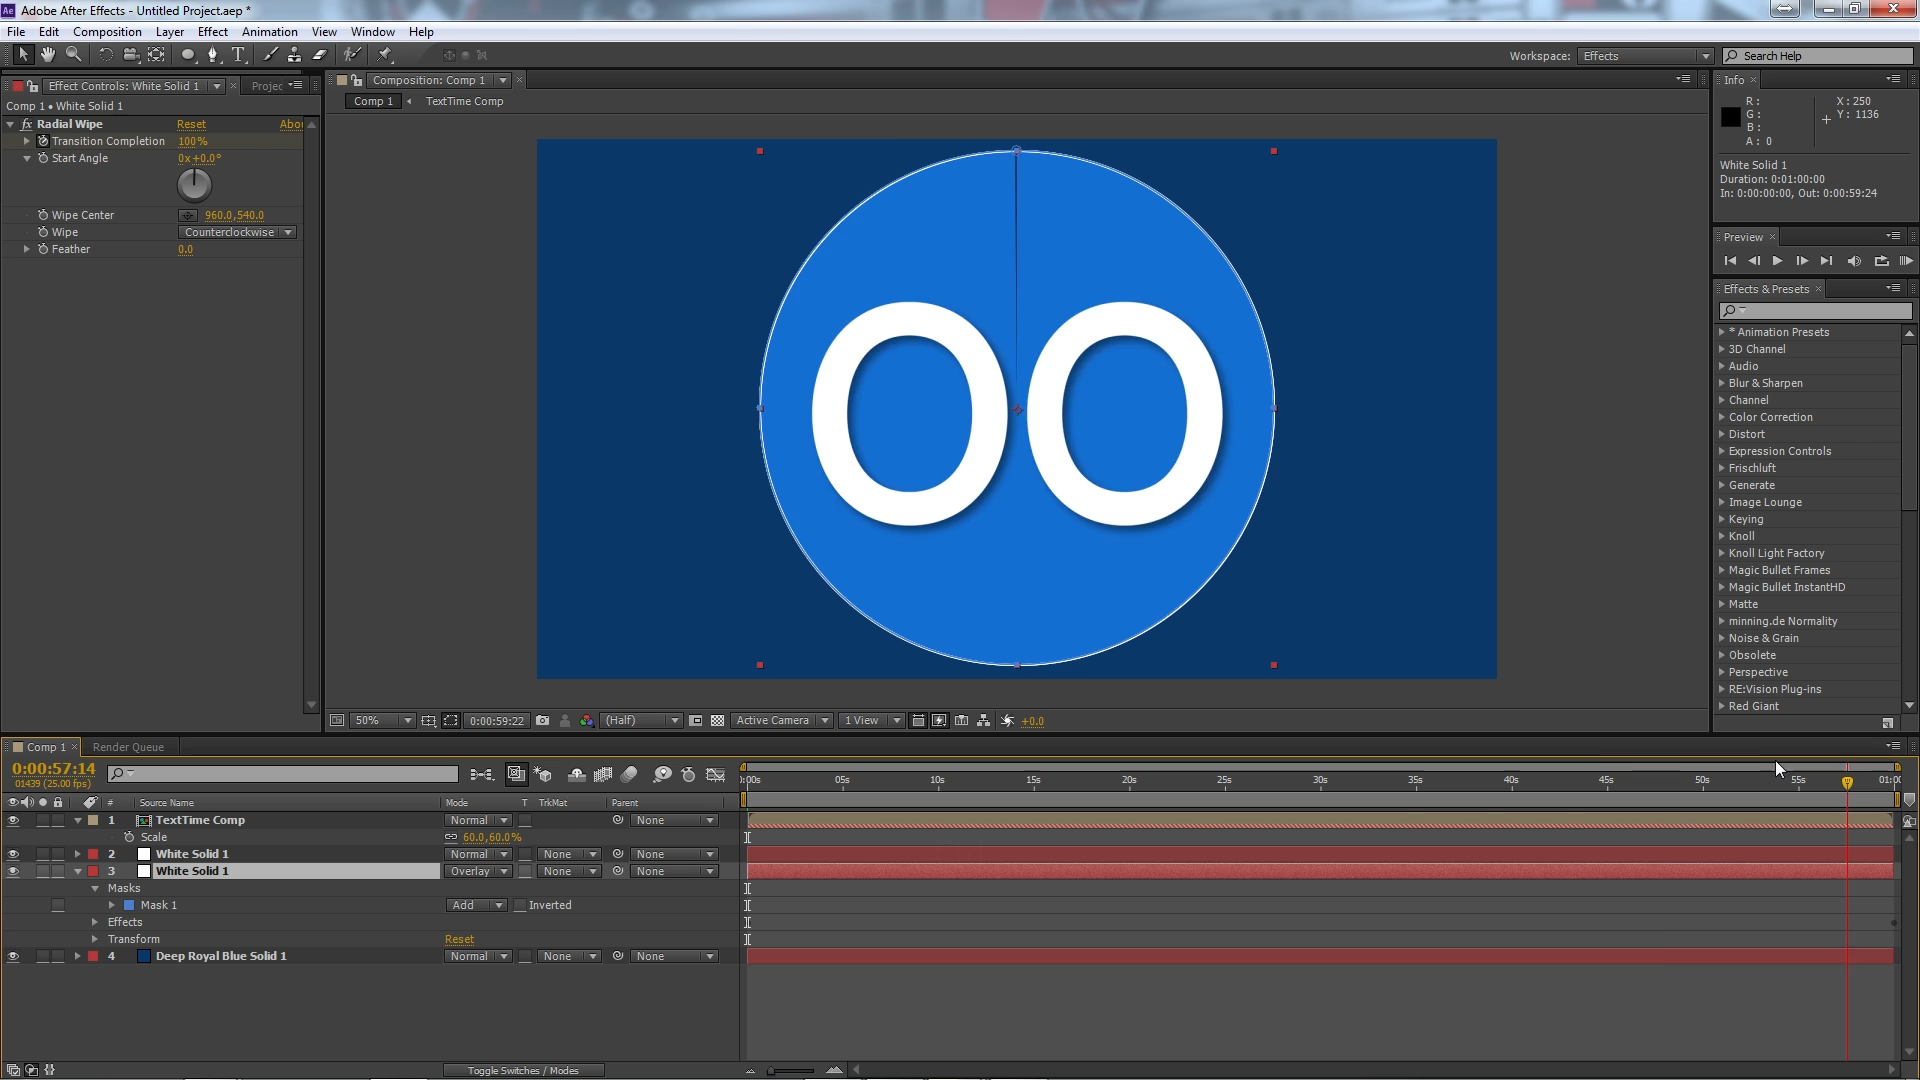 Ae Adobe After Effects - Untitled Project.aep *
File Edit Composition Layer Effect Animation View Window Help
T Workspace: Effects Search Help
Effect Controls: White Solid 1 × Projec
Comp 1 • White Solid 1
fx Radial Wipe Reset Abou
Transition Completion 100%
Start Angle 0x+0.0°
Wipe Center 960.0,540.0
Wipe Counterclockwise
Feather 0.0
Composition: Comp 1 ×
Comp 1 TextTime Comp
00
50% 0:00:59:22 (Half) Active Camera 1 View +0.0
Info ×
R: X: 250
G: Y: 1136
B:
A: 0
White Solid 1
Duration: 0:01:00:00
In: 0:00:00:00, Out: 0:00:59:24
Preview ×
Effects & Presets ×
* Animation Presets
3D Channel
Audio
Blur & Sharpen
Channel
Color Correction
Distort
Expression Controls
Frischluft
Generate
Image Lounge
Keying
Knoll
Knoll Light Factory
Magic Bullet Frames
Magic Bullet InstantHD
Matte
minning.de Normality
Noise & Grain
Obsolete
Perspective
RE:Vision Plug-ins
Red Giant
Comp 1 × Render Queue
0:00:57:14
01439 (25.00 fps)
:00s 05s 10s 15s 20s 25s 30s 35s 40s 45s 50s 55s 01:00
# Source Name Mode T TrkMat Parent
1 TextTime Comp Normal None
Scale 60.0,60.0%
2 White Solid 1 Normal None None
3 White Solid 1 Overlay None None
Masks
Mask 1 Add Inverted
Effects
Transform Reset
4 Deep Royal Blue Solid 1 Normal None None
Toggle Switches / Modes